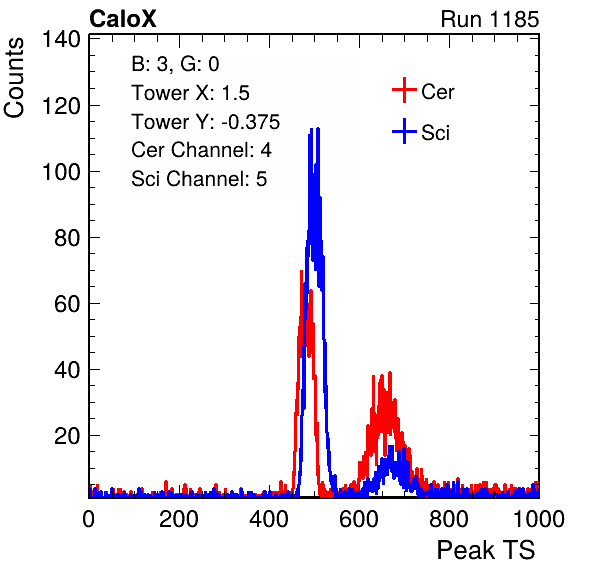 CaloX Run 1185
Counts
140
120
100
80
60
40
20
B: 3, G: 0
Tower X: 1.5
Tower Y: -0.375
Cer Channel: 4
Sci Channel: 5
Cer
Sci
0 200 400 600 800 1000
Peak TS